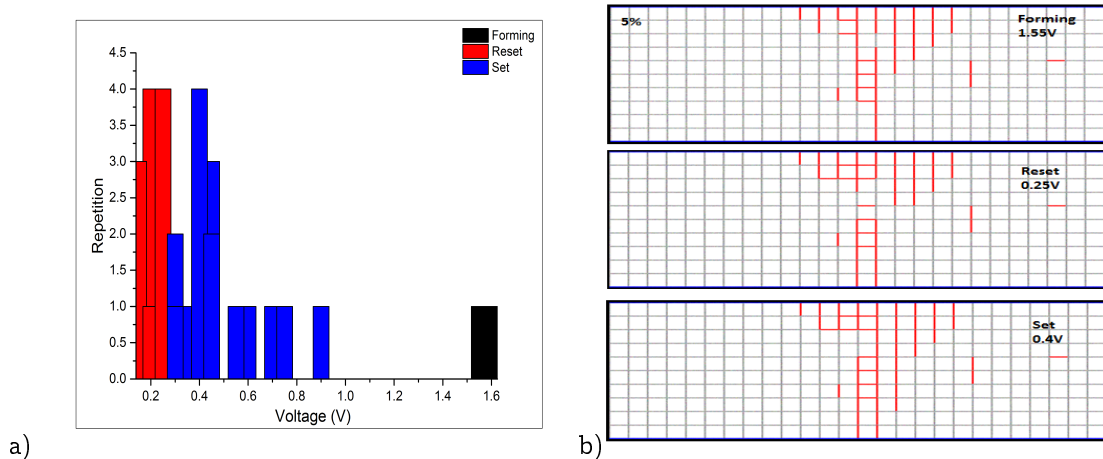 Forming
Reset
Set
4.5
4.0
3.5
3.0
2.5
2.0
1.5
1.0
0.5
0.0
Repetition
0.2
0.4
0.6
0.8
1.0
1.2
1.4
1.6
Voltage (V)
a)
5%
Forming
1.55V
Reset
0.25V
Set
0.4V
b)